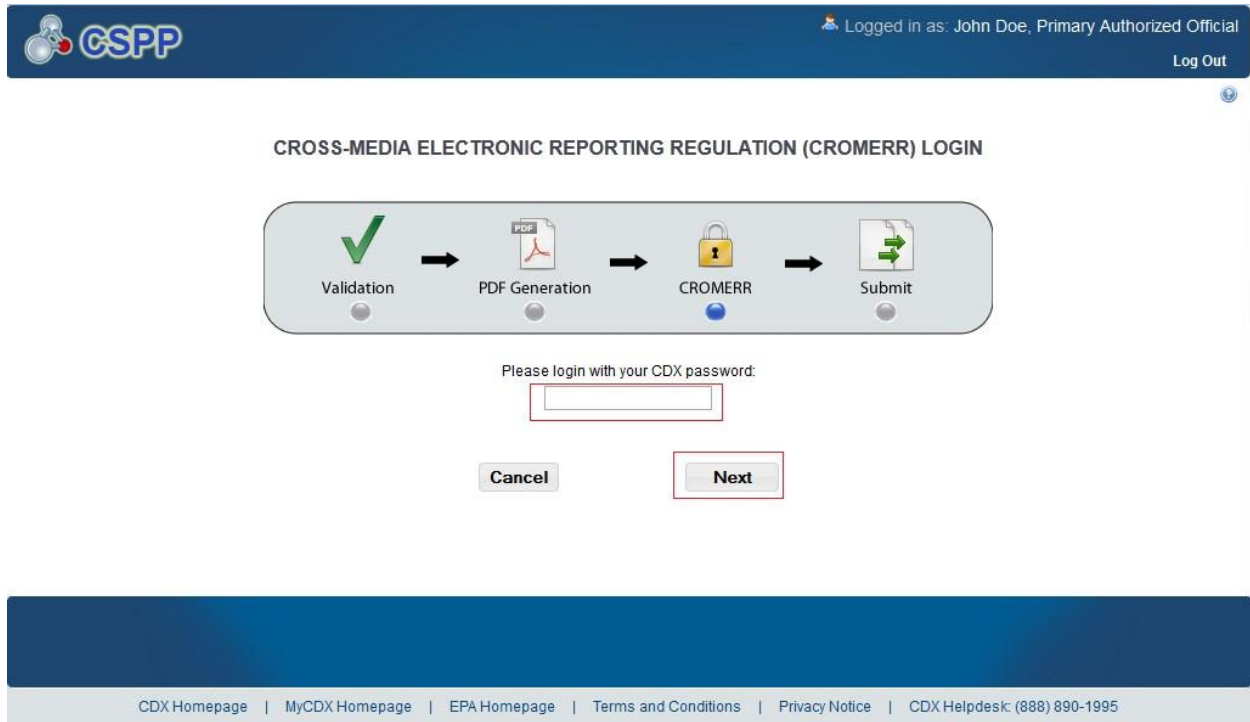 CSPP
Logged in as: John Doe, Primary Authorized Official
Log Out
CROSS-MEDIA ELECTRONIC REPORTING REGULATION (CROMERR) LOGIN
PDF
Validation PDF Generation CROMERR Submit
Please login with your CDX password:
Cancel Next
CDX Homepage | MyCDX Homepage | EPA Homepage | Terms and Conditions | Privacy Notice | CDX Helpdesk: (888) 890-1995